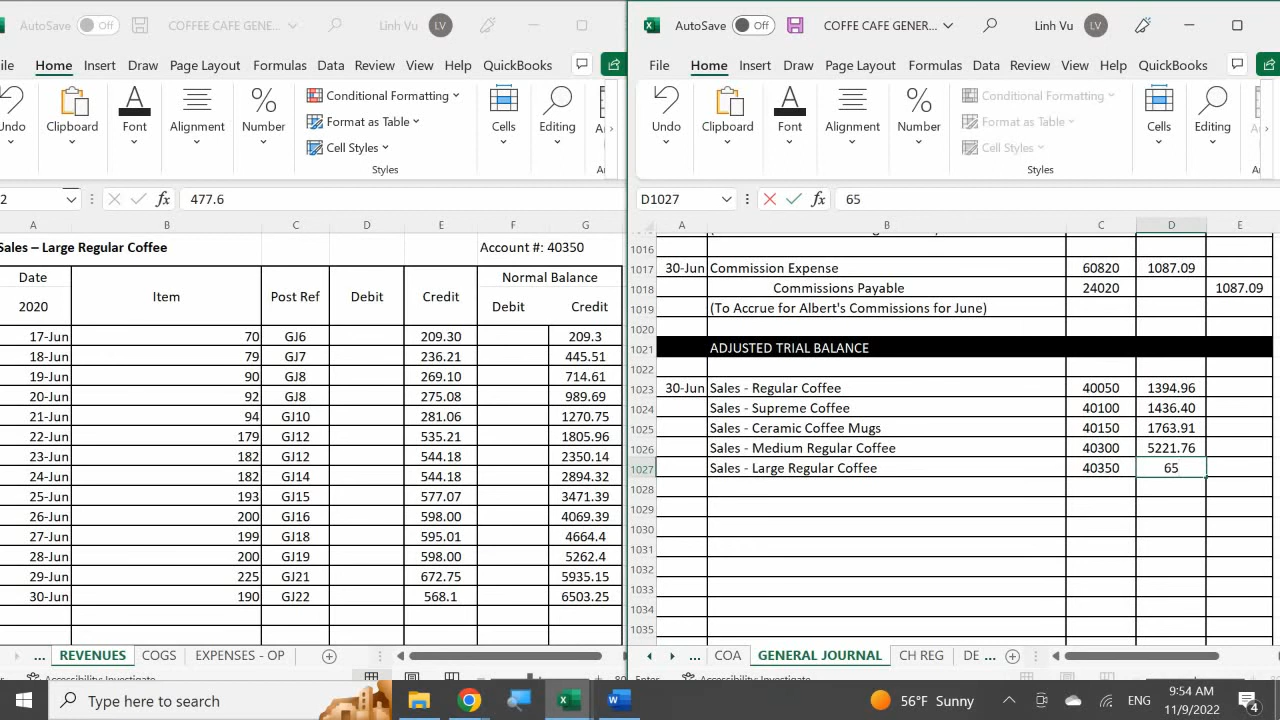 AutoSave Off COFFEE CAFE GENE...
Linh Vu LV
ile Home Insert Draw Page Layout Formulas Data Review View Help QuickBooks
Undo Clipboard Font Alignment Number
Conditional Formatting
Format as Table
Cell Styles
Cells Editing
Styles
2 fx 477.6
A B C D E F G
Sales – Large Regular Coffee Account #: 40350
Date Item Post Ref Debit Credit Normal Balance
2020 Debit Credit
17-Jun 70 GJ6 209.30 209.3
18-Jun 79 GJ7 236.21 445.51
19-Jun 90 GJ8 269.10 714.61
20-Jun 92 GJ8 275.08 989.69
21-Jun 94 GJ10 281.06 1270.75
22-Jun 179 GJ12 535.21 1805.96
23-Jun 182 GJ12 544.18 2350.14
24-Jun 182 GJ14 544.18 2894.32
25-Jun 193 GJ15 577.07 3471.39
26-Jun 200 GJ16 598.00 4069.39
27-Jun 199 GJ18 595.01 4664.4
28-Jun 200 GJ19 598.00 5262.4
29-Jun 225 GJ21 672.75 5935.15
30-Jun 190 GJ22 568.1 6503.25
... REVENUES COGS EXPENSES - OP
AutoSave Off COFFE CAFE GENER...
Linh Vu LV
File Home Insert Draw Page Layout Formulas Data Review View Help QuickBooks
Undo Clipboard Font Alignment Number
Conditional Formatting
Format as Table
Cell Styles
Cells Editing
Styles
D1027 fx 65
A B C D E
1016
1017 30-Jun Commission Expense 60820 1087.09
1018 Commissions Payable 24020 1087.09
1019 (To Accrue for Albert's Commissions for June)
1020
1021 ADJUSTED TRIAL BALANCE
1022
1023 30-Jun Sales - Regular Coffee 40050 1394.96
1024 Sales - Supreme Coffee 40100 1436.40
1025 Sales - Ceramic Coffee Mugs 40150 1763.91
1026 Sales - Medium Regular Coffee 40300 5221.76
1027 Sales - Large Regular Coffee 40350 65
1028
1029
1030
1031
1032
1033
1034
1035
... COA GENERAL JOURNAL CH REG DE ...
Type here to search
56°F Sunny
ENG
9:54 AM
11/9/2022
4